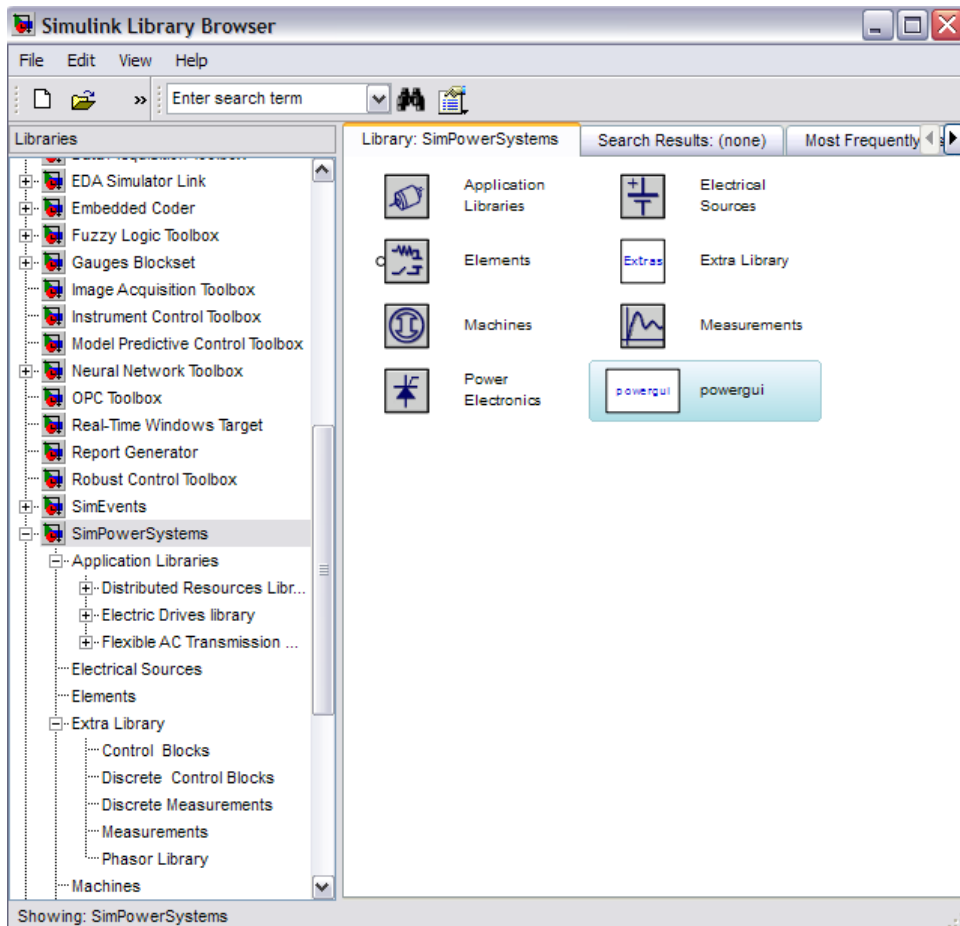 Simulink Library Browser
File Edit View Help
» Enter search term
Libraries
Library: SimPowerSystems Search Results: (none) Most Frequently
EDA Simulator Link
Embedded Coder
Fuzzy Logic Toolbox
Gauges Blockset
Image Acquisition Toolbox
Instrument Control Toolbox
Model Predictive Control Toolbox
Neural Network Toolbox
OPC Toolbox
Real-Time Windows Target
Report Generator
Robust Control Toolbox
SimEvents
SimPowerSystems
Application Libraries
Distributed Resources Libr...
Electric Drives library
Flexible AC Transmission ...
Electrical Sources
Elements
Extra Library
Control Blocks
Discrete Control Blocks
Discrete Measurements
Measurements
Phasor Library
Machines
Application
Libraries
Electrical
Sources
Elements
Extras Extra Library
Machines
Measurements
Power
Electronics
powergui powergui
Showing: SimPowerSystems